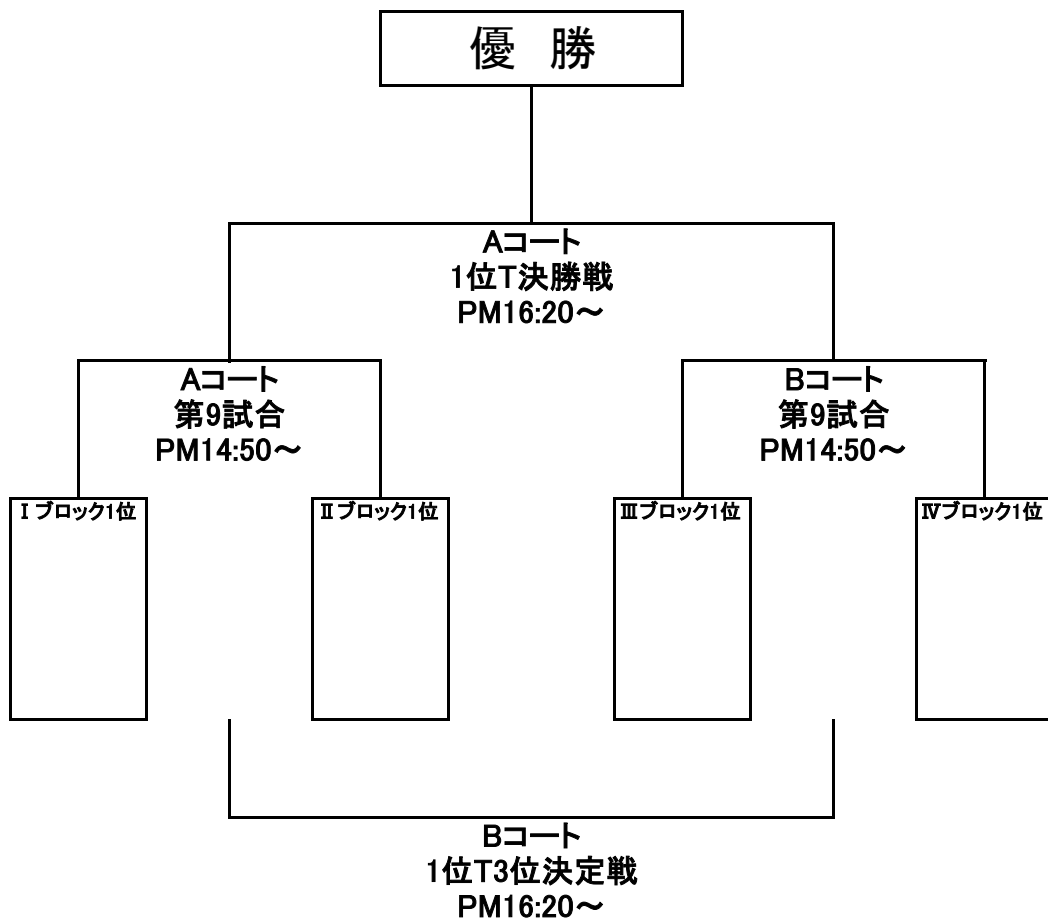 優　勝
Aコート
1位T決勝戦
PM16:20～
Aコート
第9試合
PM14:50～
Bコート
第9試合
PM14:50～
Ⅰブロック1位
Ⅱブロック1位
Ⅲブロック1位
Ⅳブロック1位
Bコート
1位T3位決定戦
PM16:20～